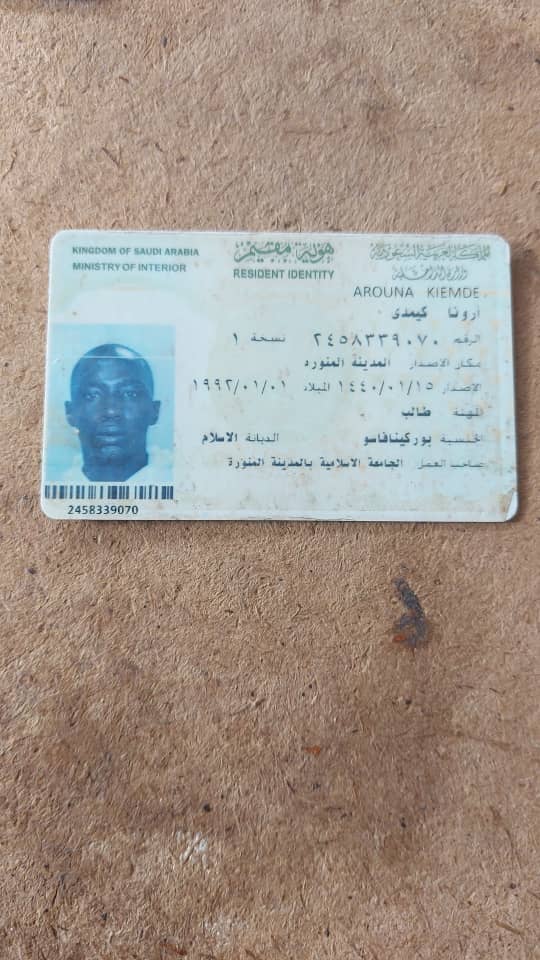 KINGDOM OF SAUDI ARABIA
MINISTRY OF INTERIOR
هوية مقيم
RESIDENT IDENTITY
المملكة العربية السعودية
وزارة الداخلية
AROUNA KIEMDE
أرونا كيمدى
الرقم ٢٤٥٨٣٣٩٠٧٠ نسخة ١
مكان الاصدار المدينة المنوره
الاصدار ١٤٤٠/٠١/١٥ الميلاد ١٩٩٢/٠١/٠١
المهنة طالب
الجنسية بوركينافاسو الديانة الاسلام
صاحب العمل الجامعة الاسلامية بالمدينة المنورة
2458339070